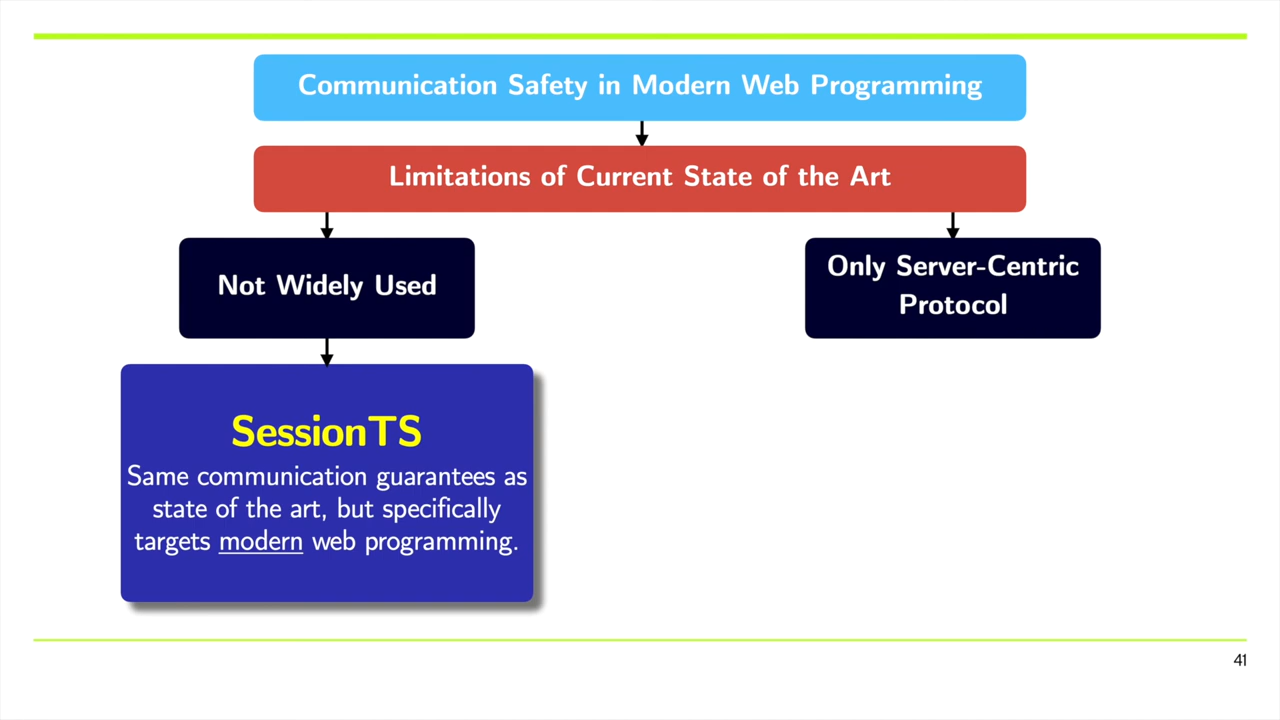 Communication Safety in Modern Web Programming
Limitations of Current State of the Art
Not Widely Used
Only Server-Centric
Protocol
SessionTS
Same communication guarantees as
state of the art, but specifically
targets modern web programming.
41